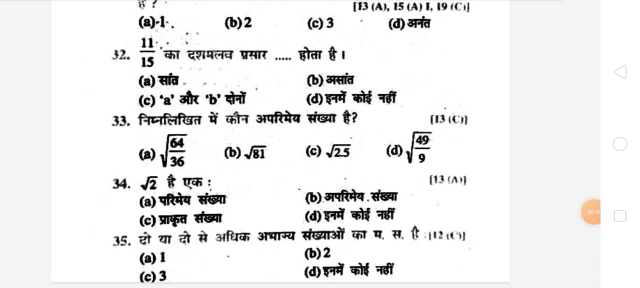 है ? [13 (A), 15 (A) I, 19 (C)]
(a)-1 (b) 2 (c) 3 (d) अनंत
32. 11/15 का दशमलव प्रसार ..... होता है।
(a) सांत (b) असांत
(c) 'a' और 'b' दोनों (d) इनमें कोई नहीं
33. निम्नलिखित में कौन अपरिमेय संख्या है? [13 (C)]
(a) √64/36 (b) √81 (c) √2.5 (d) √49/9
34. √2 है एक : [13 (A)]
(a) परिमेय संख्या (b) अपरिमेय संख्या
(c) प्राकृत संख्या (d) इनमें कोई नहीं
35. दो या दो से अधिक अभाज्य संख्याओं का म. स. है : [12 (C)]
(a) 1 (b) 2
(c) 3 (d) इनमें कोई नहीं